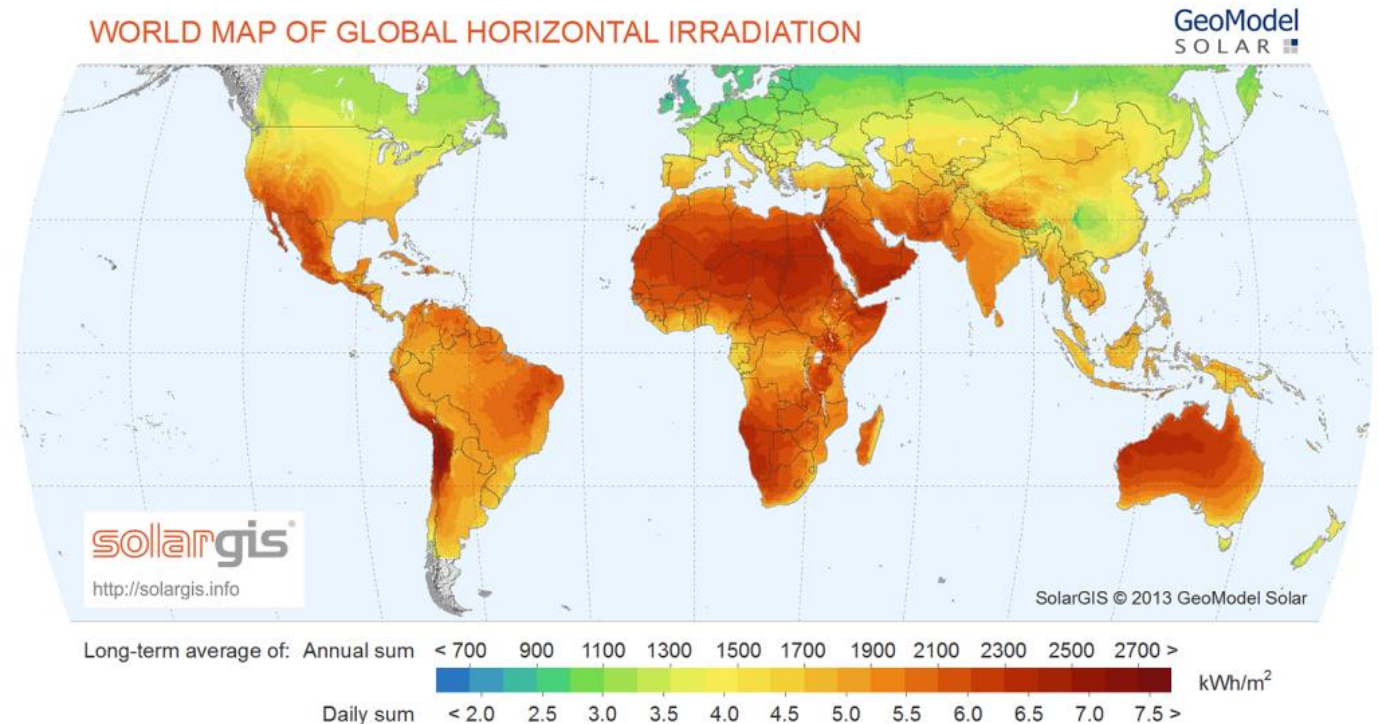 WORLD MAP OF GLOBAL HORIZONTAL IRRADIATION
GeoModel
SOLAR
solargis
http://solargis.info
SolarGIS © 2013 GeoModel Solar
Long-term average of: Annual sum < 700 900 1100 1300 1500 1700 1900 2100 2300 2500 2700 >
kWh/m²
Daily sum < 2.0 2.5 3.0 3.5 4.0 4.5 5.0 5.5 6.0 6.5 7.0 7.5 >